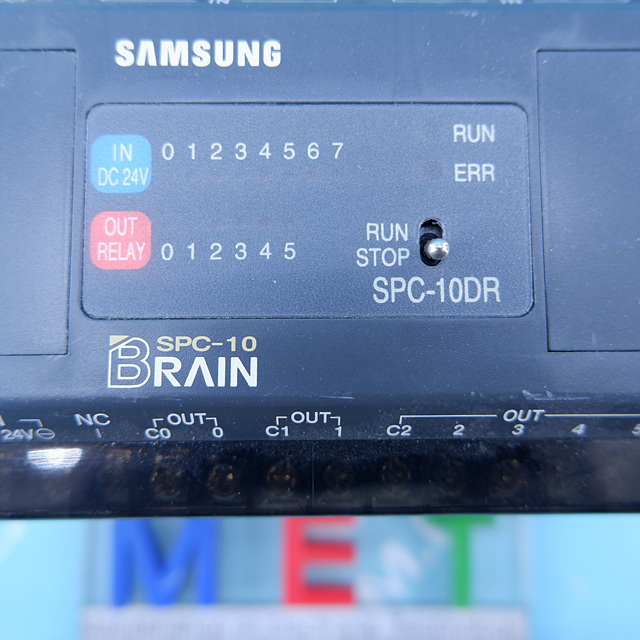 SAMSUNG
IN
DC 24V
0 1 2 3 4 5 6 7
RUN
ERR
OUT
RELAY
0 1 2 3 4 5
RUN
STOP
SPC-10DR
SPC-10
BRAIN
24V⊖
NC
OUT
C0 0
OUT
C1 1
OUT
C2 2 3 4
MET